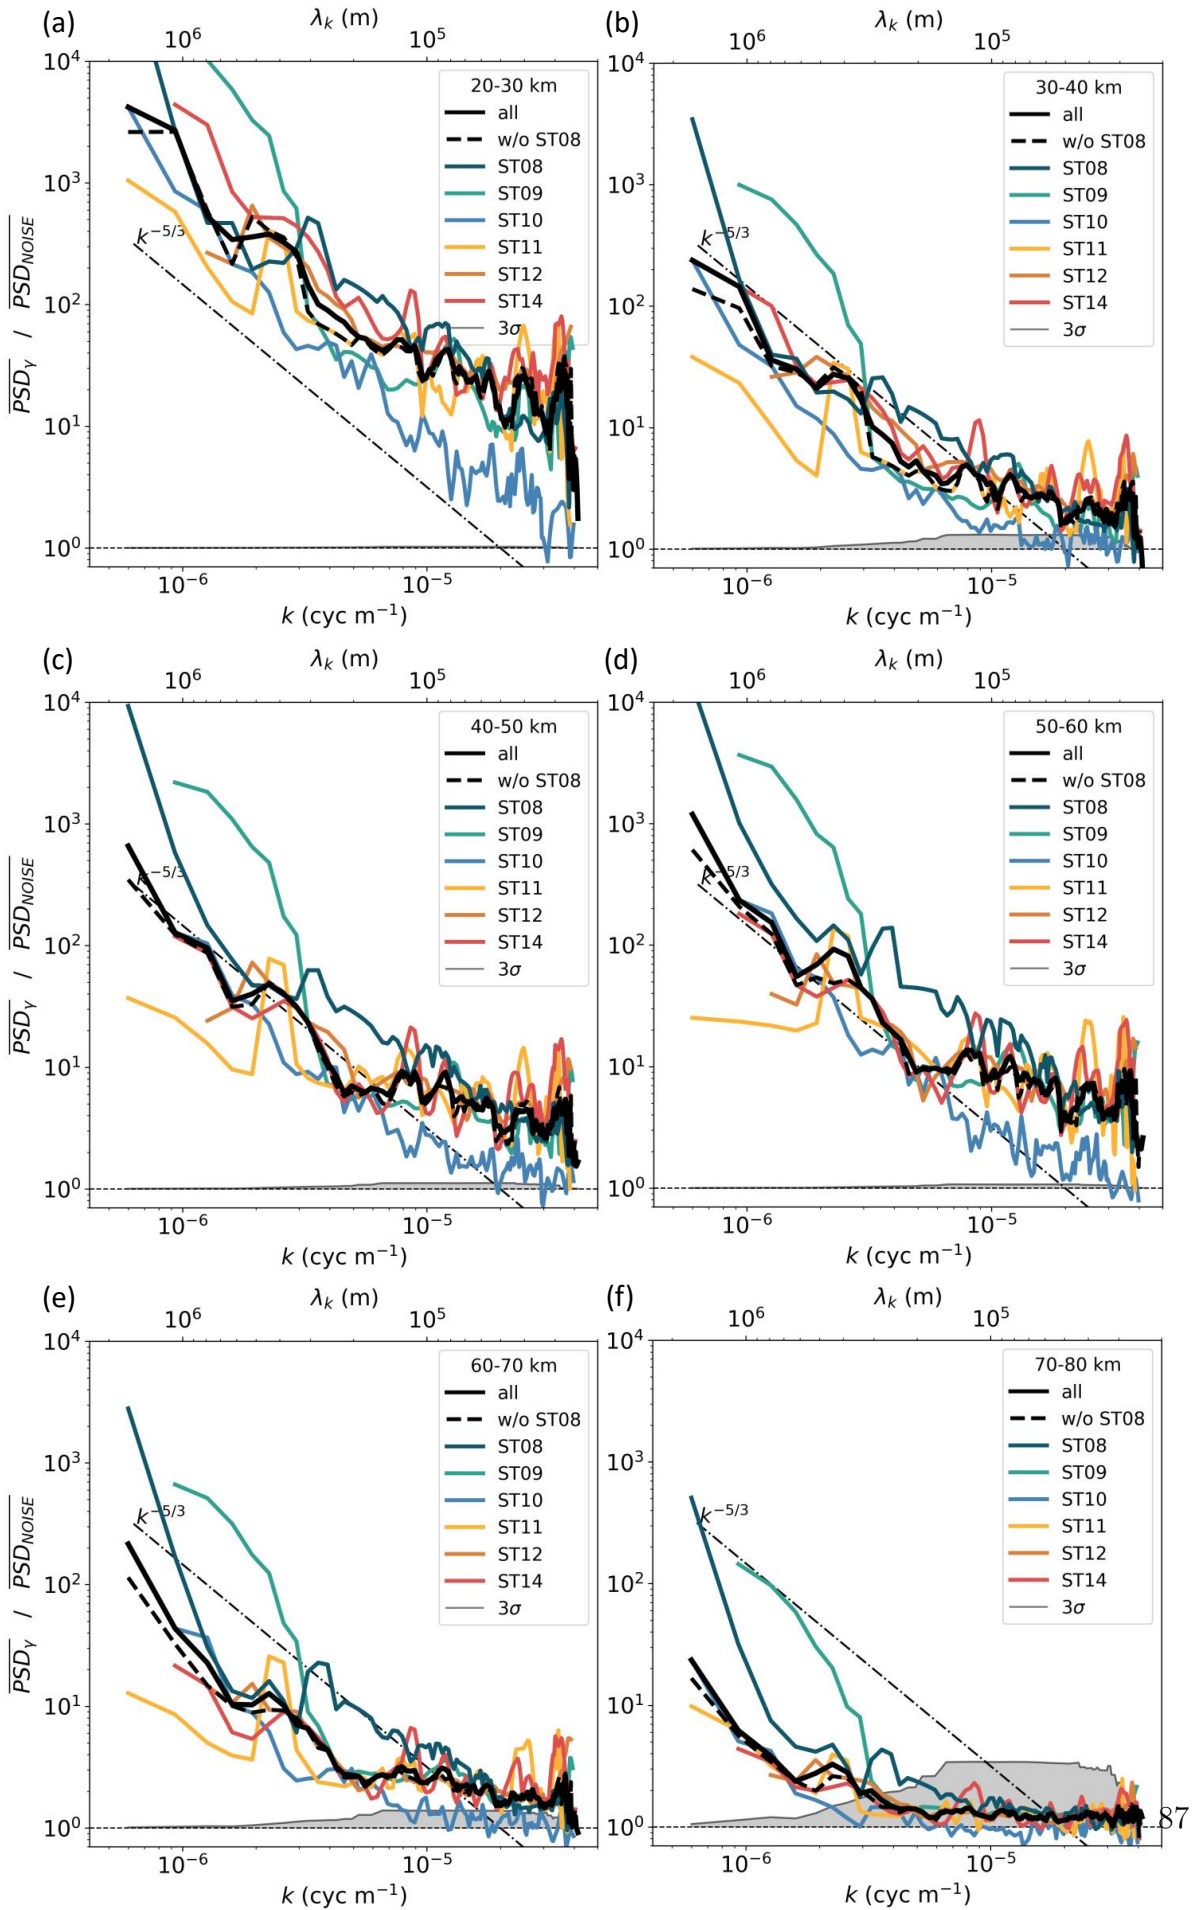 (a)
λk (m)
10^6 10^5
10^4
10^3
10^2
10^1
10^0
20-30 km
all
w/o ST08
ST08
ST09
ST10
ST11
ST12
ST14
3σ
k^−5/3
PSDγ / PSDNOISE
10^−6 10^−5
k (cyc m^−1)
(b)
λk (m)
10^6 10^5
10^4
10^3
10^2
10^1
10^0
30-40 km
all
w/o ST08
ST08
ST09
ST10
ST11
ST12
ST14
3σ
k^−5/3
10^−6 10^−5
k (cyc m^−1)
(c)
λk (m)
10^6 10^5
10^4
10^3
10^2
10^1
10^0
40-50 km
all
w/o ST08
ST08
ST09
ST10
ST11
ST12
ST14
3σ
k^−5/3
PSDγ / PSDNOISE
10^−6 10^−5
k (cyc m^−1)
(d)
λk (m)
10^6 10^5
10^4
10^3
10^2
10^1
10^0
50-60 km
all
w/o ST08
ST08
ST09
ST10
ST11
ST12
ST14
3σ
k^−5/3
10^−6 10^−5
k (cyc m^−1)
(e)
λk (m)
10^6 10^5
10^4
10^3
10^2
10^1
10^0
60-70 km
all
w/o ST08
ST08
ST09
ST10
ST11
ST12
ST14
3σ
k^−5/3
PSDγ / PSDNOISE
10^−6 10^−5
k (cyc m^−1)
(f)
λk (m)
10^6 10^5
10^4
10^3
10^2
10^1
10^0
70-80 km
all
w/o ST08
ST08
ST09
ST10
ST11
ST12
ST14
3σ
k^−5/3
10^−6 10^−5
k (cyc m^−1)
87